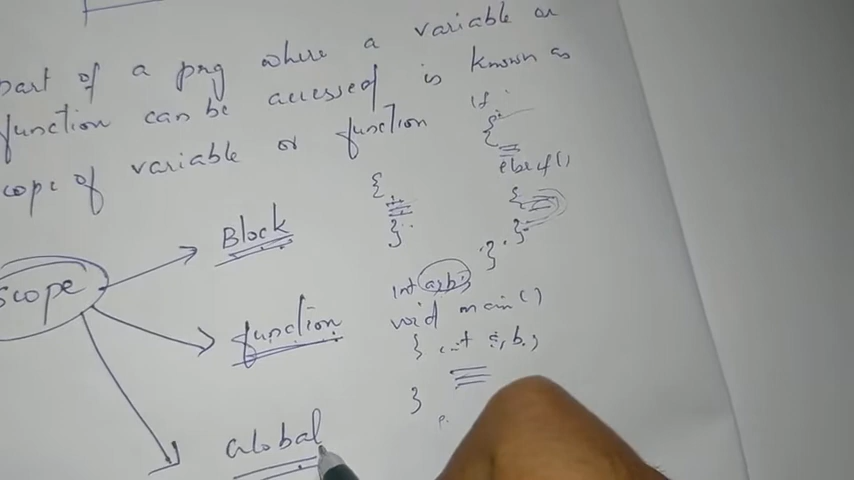 part of a prg where a variable or
function can be accessed is known as
scope of variable or function
if
{
else if()
{
}
}
{
}
Block
scope
function
Global
int a,b;
void main()
{ int a,b;
}